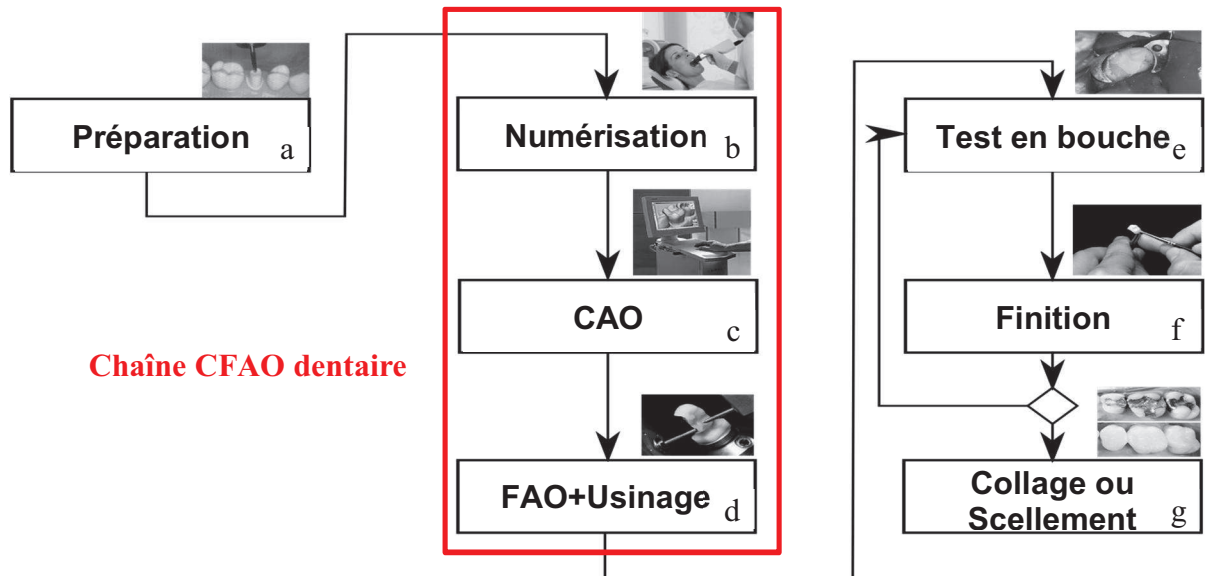 Préparation a
Numérisation b
CAO c
Chaîne CFAO dentaire
FAO+Usinage d
Test en bouche e
Finition f
Collage ou
Scellement g